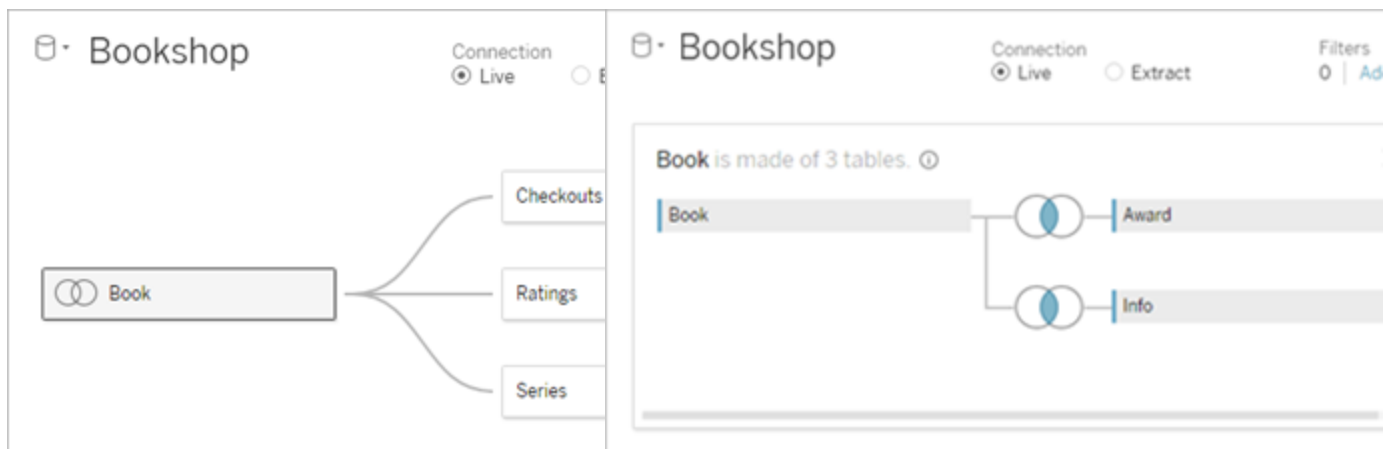 Bookshop
Connection
Live
Checkouts
Book
Ratings
Series
Bookshop
Connection
Live Extract
Filters
0
Book is made of 3 tables.
Book
Award
Info